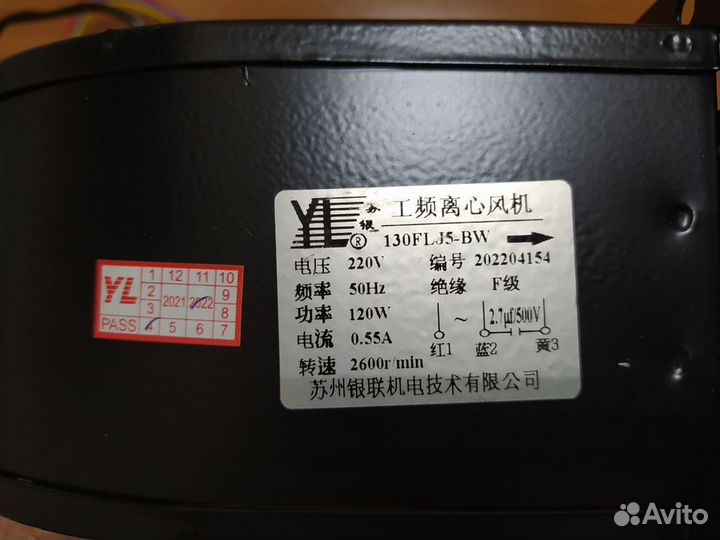 YL® 苏银 工频离心风机
130FLJ5-BW
电压 220V 编号 202204154
频率 50Hz 绝缘 F级
功率 120W
~ 2.7μf/500V
电流 0.55A 红1 蓝2 黄3
转速 2600r/min
苏州银联机电技术有限公司
YL 1 12 11 10
2 2021 2022 9
3 8
PASS 4 5 6 7
Avito